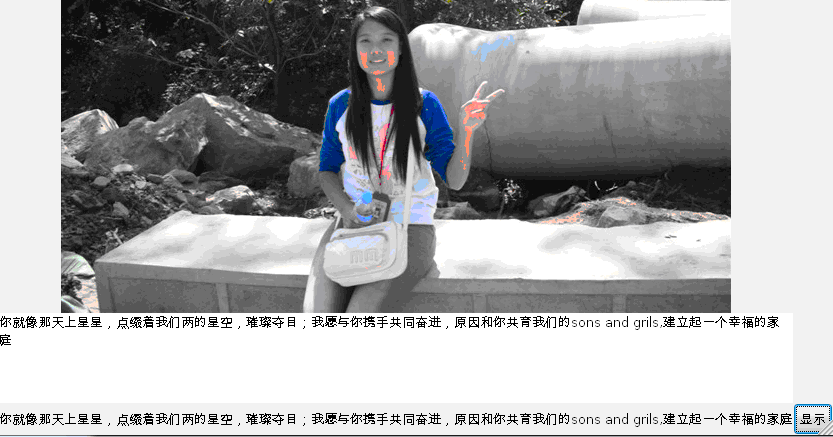 你就像那天上星星，点缀着我们两的星空，璀璨夺目；我愿与你携手共同奋进，原因和你共育我们的sons and grils,建立起一个幸福的家
庭
你就像那天上星星，点缀着我们两的星空，璀璨夺目；我愿与你携手共同奋进，原因和你共育我们的sons and grils,建立起一个幸福的家庭
显示